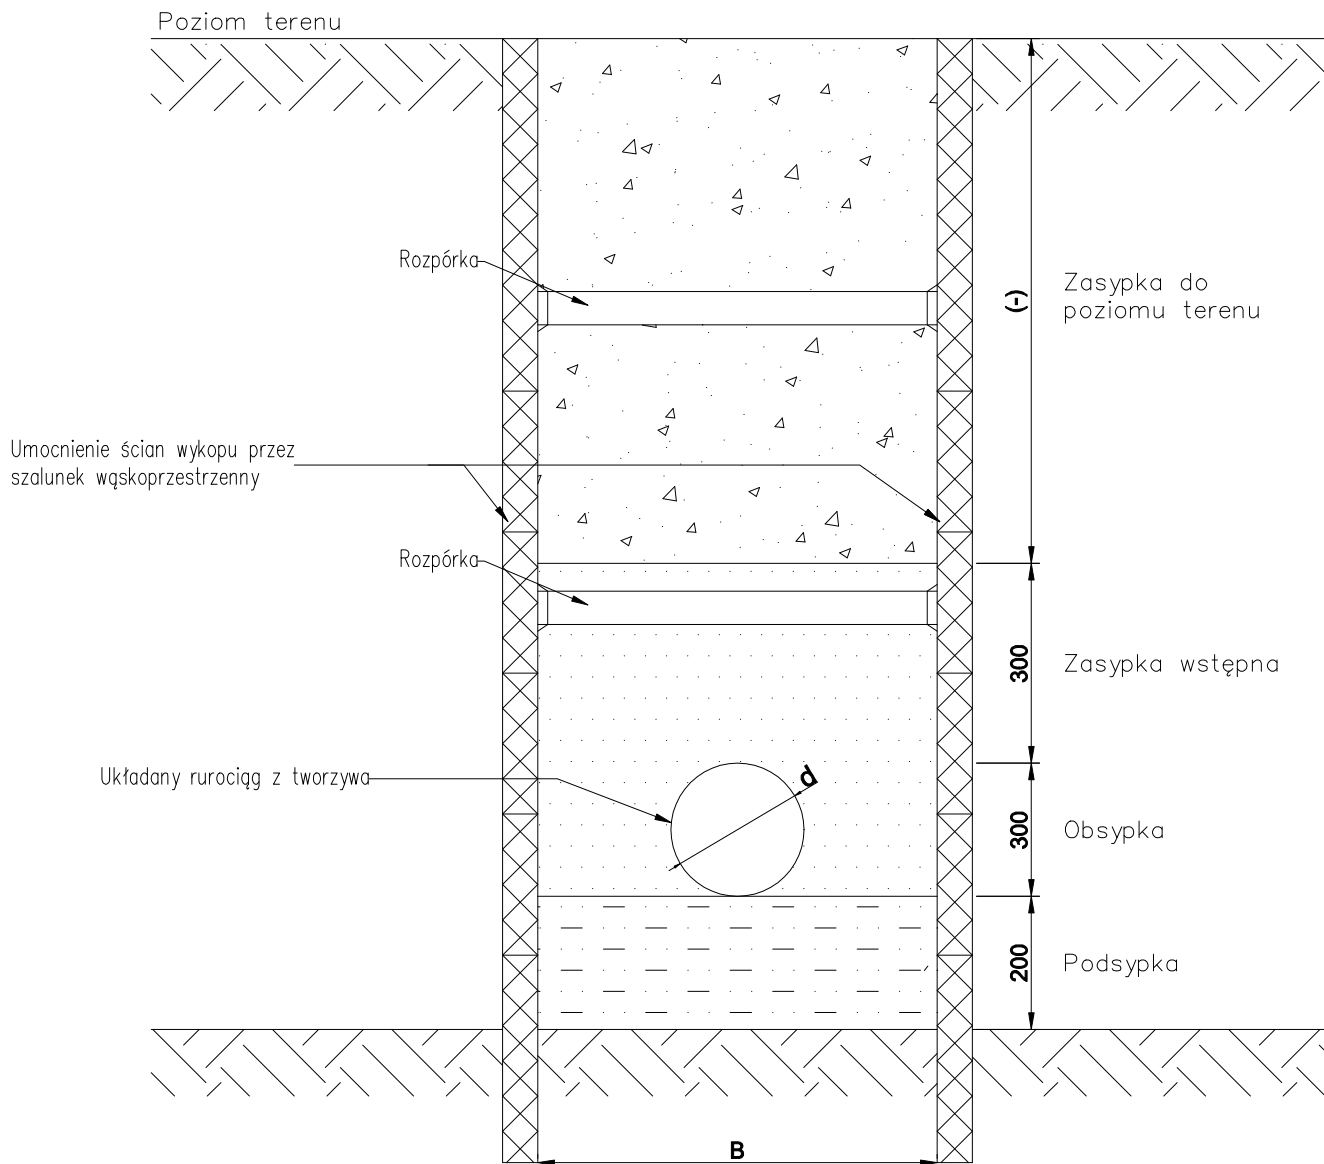 Poziom terenu
Rozpórka
(-)
Zasypka do
poziomu terenu
Umocnienie ścian wykopu przez
szalunek wąskoprzestrzenny
Rozpórka
300
Zasypka wstępna
Układany rurociąg z tworzywa
d
300
Obsypka
200
Podsypka
B